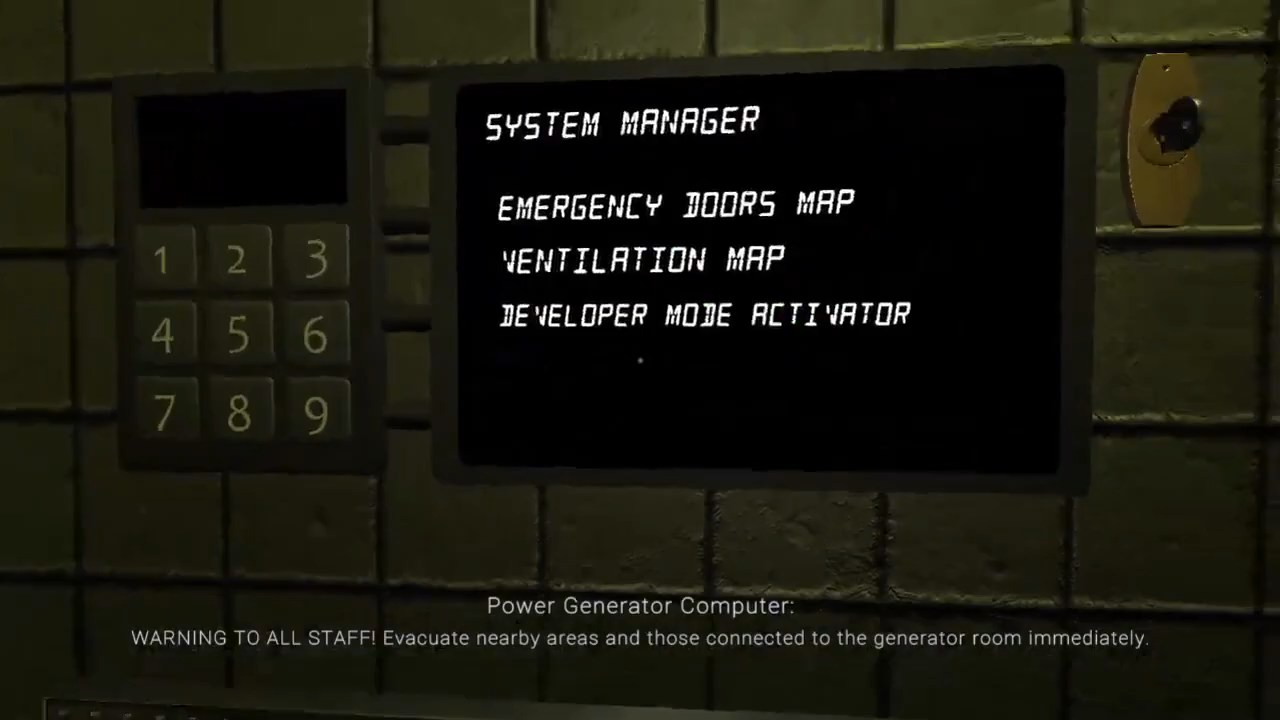 SYSTEM MANAGER
EMERGENCY DOORS MAP
VENTILATION MAP
DEVELOPER MODE ACTIVATOR
1 2 3
4 5 6
7 8 9
Power Generator Computer:
WARNING TO ALL STAFF! Evacuate nearby areas and those connected to the generator room immediately.